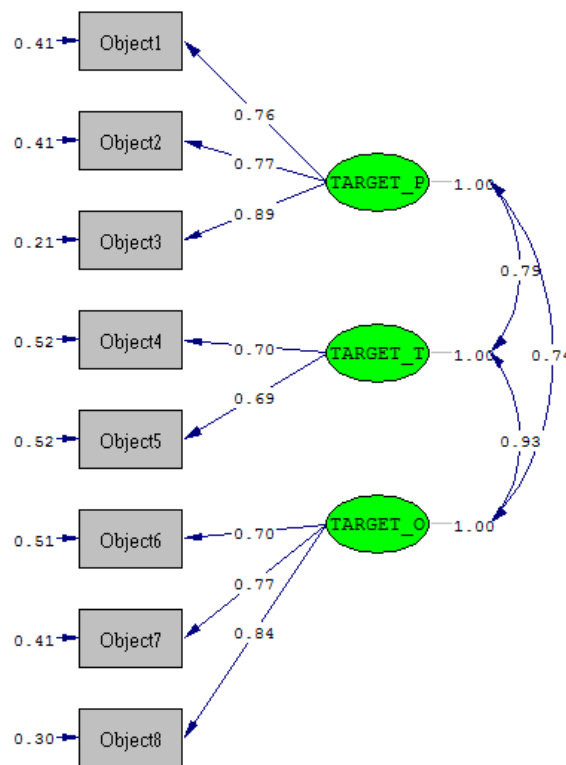 0.41
Object1
0.76
0.41
Object2
0.77
TARGET_P
1.00
0.89
0.21
Object3
0.79
0.52
Object4
0.70
TARGET_T
1.00
0.74
0.69
0.52
Object5
0.93
0.51
Object6
0.70
TARGET_O
1.00
0.77
0.41
Object7
0.84
0.30
Object8